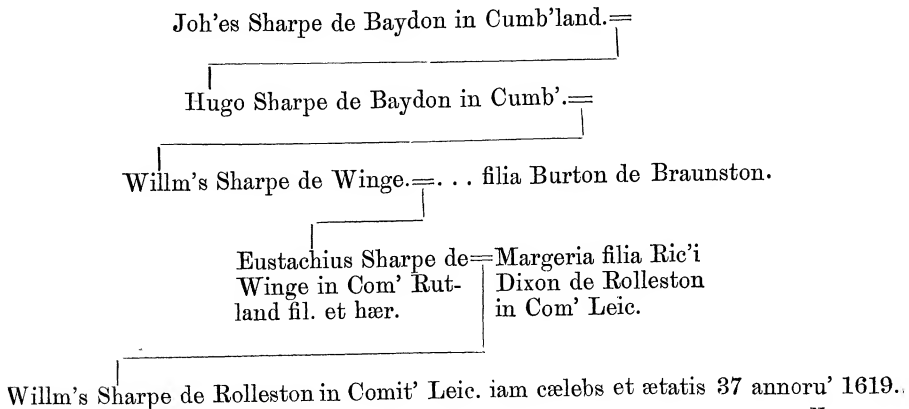 Joh'es Sharpe de Baydon in Cumb'land.=
Hugo Sharpe de Baydon in Cumb'.=
Willm's Sharpe de Winge.=. . . filia Burton de Braunston.
Eustachius Sharpe de=Margeria filia Ric'i
Winge in Com' Rut- Dixon de Rolleston
land fil. et hær. in Com' Leic.
Willm's Sharpe de Rolleston in Comit' Leic. iam cælebs et ætatis 37 annoru' 1619.